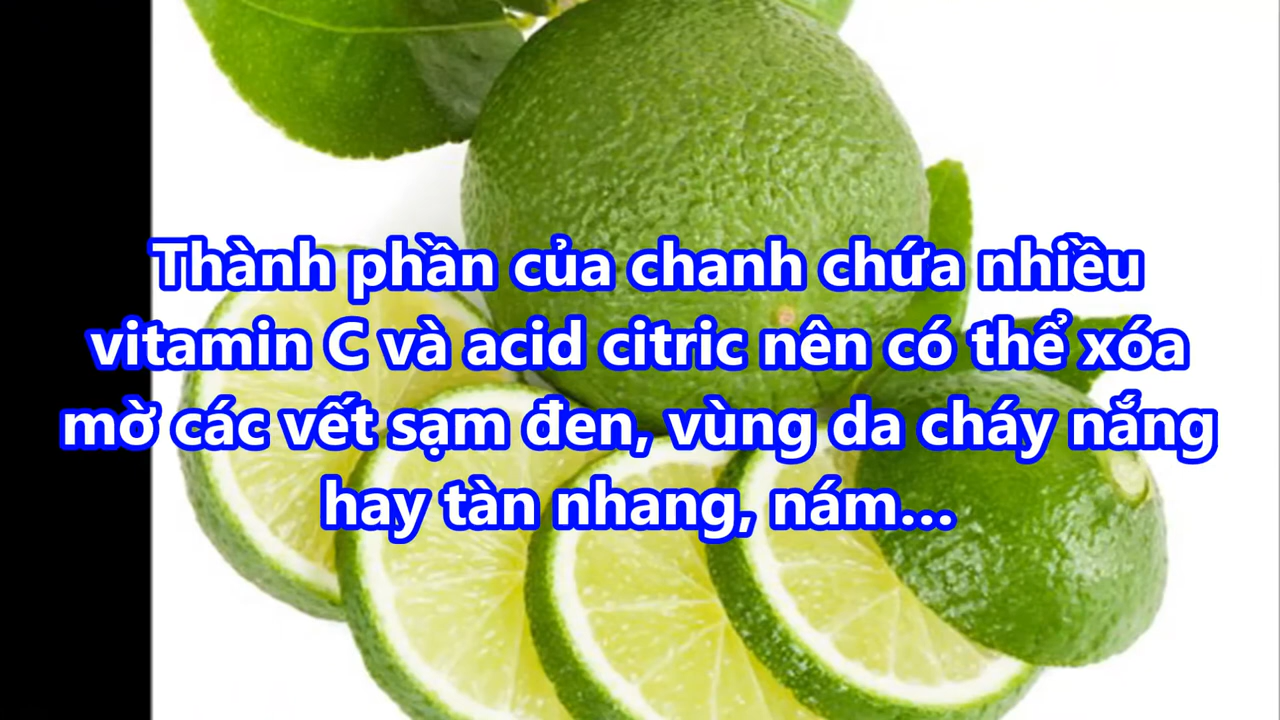 Thành phần của chanh chứa nhiều
vitamin C và acid citric nên có thể xóa
mờ các vết sạm đen, vùng da cháy nắng
hay tàn nhang, nám...